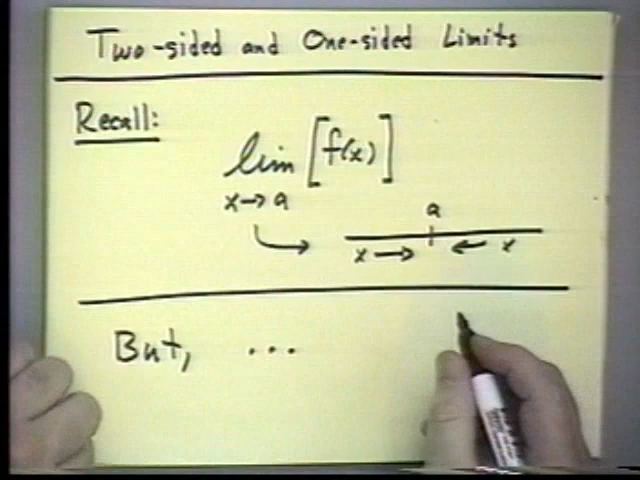 Two-sided and One-sided Limits
Recall:
lim [f(x)]
x→a
a
x → ← x
But, ...